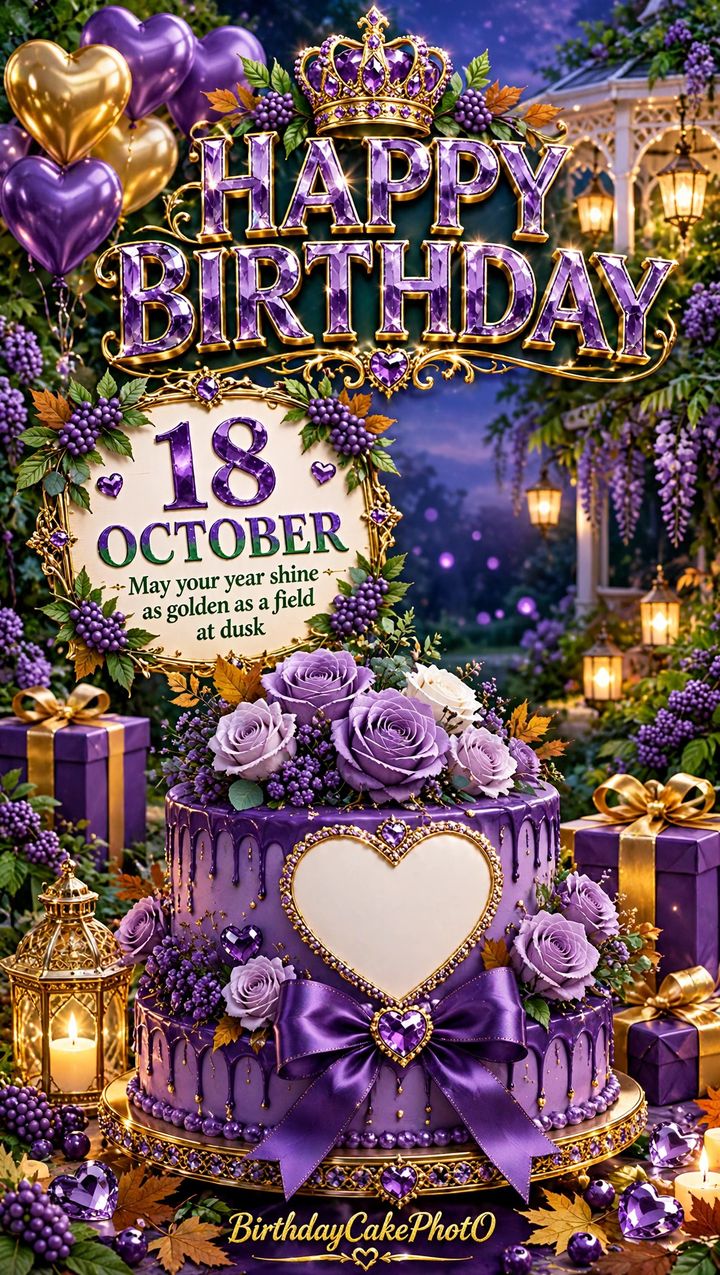 HAPPY
BIRTHDAY
18
OCTOBER
May your year shine
as golden as a field
at dusk
BirthdayCakePhotO